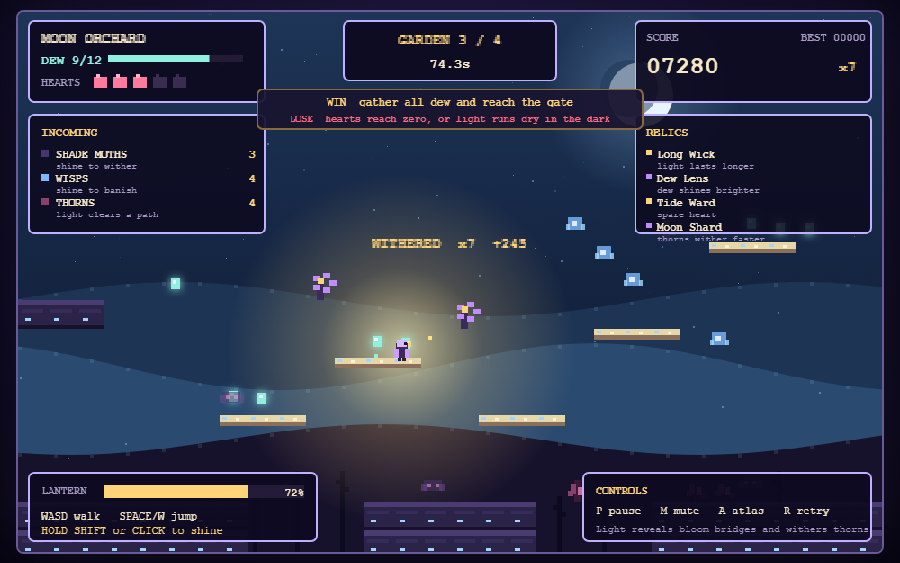 MOON ORCHARD
DEW 9/12
HEARTS
GARDEN 3 / 4
74.3s
SCORE
BEST 00000
07280
x7
WIN gather all dew and reach the gate
LOSE hearts reach zero, or light runs dry in the dark
INCOMING
SHADE MOTHS 3
shine to wither
WISPS 4
shine to banish
THORNS 4
light clears a path
RELICS
Long Wick
light lasts longer
Dew Lens
dew shines brighter
Tide Ward
spare heart
Moon Shard
thorns wither faster
WITHERED x7 +245
LANTERN 72%
WASD walk SPACE/W jump
HOLD SHIFT or CLICK to shine
CONTROLS
P pause M mute A atlas R retry
Light reveals bloom bridges and withers thorns